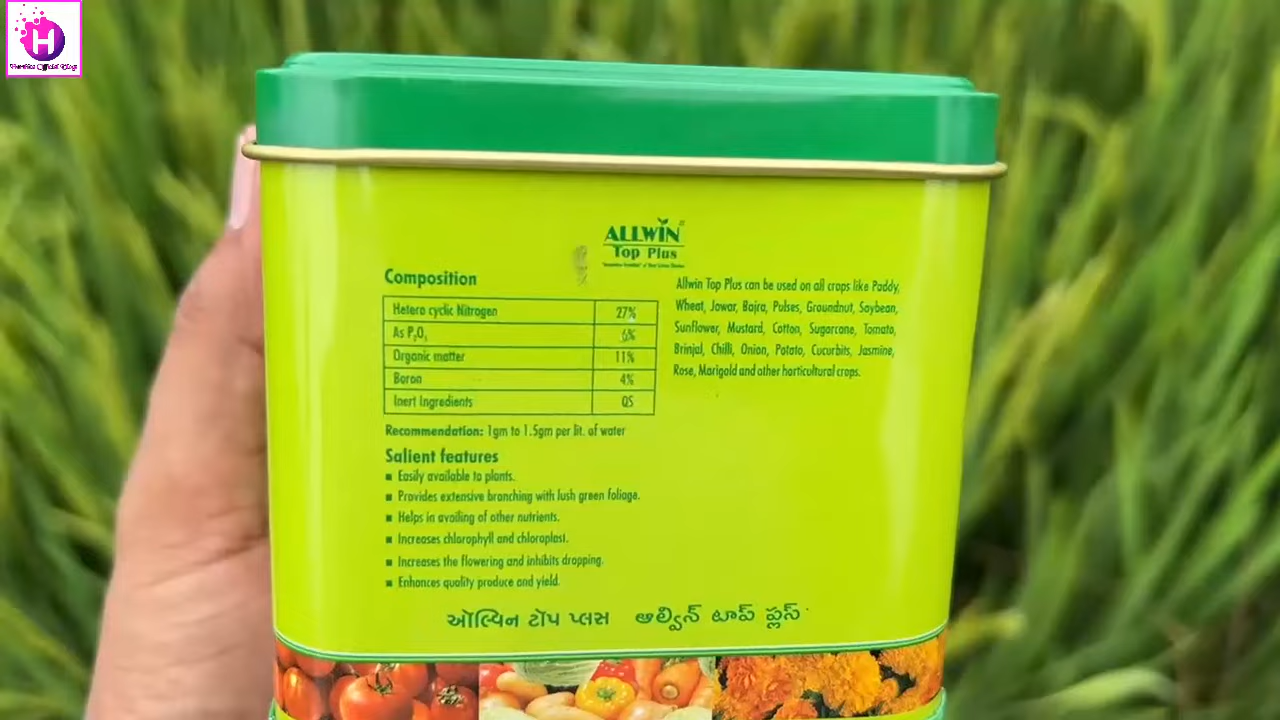 H
ALLWIN
Top Plus
Composition
Hetero cyclic Nitrogen 27%
As P₂O₅ 6%
Organic matter 11%
Boron 4%
Inert Ingredients QS
Recommendation: 1gm to 1.5gm per lit. of water
Salient features
▪ Easily available to plants.
▪ Provides extensive branching with lush green foliage.
▪ Helps in availing of other nutrients.
▪ Increases chlorophyll and chloroplast.
▪ Increases the flowering and inhibits dropping.
▪ Enhances quality produce and yield.
Allwin Top Plus can be used on all crops like Paddy,
Wheat, Jowar, Bajra, Pulses, Groundnut, Soybean,
Sunflower, Mustard, Cotton, Sugarcane, Tomato,
Brinjal, Chilli, Onion, Potato, Cucurbits, Jasmine,
Rose, Marigold and other horticultural crops.
ઑલ્વિન ટૉપ પ્લસ ఆల్విన్ టాప్ ప్లస్